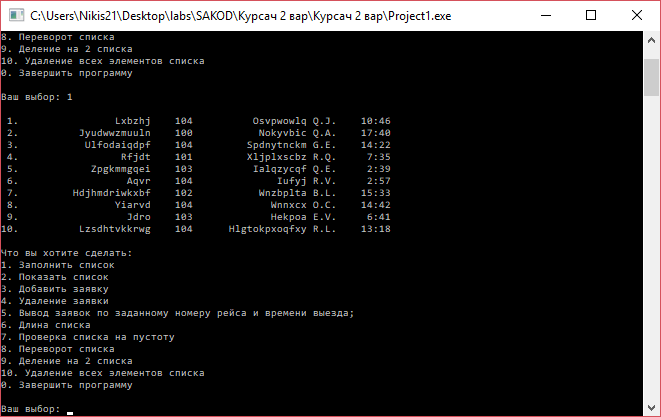 C:\Users\Nikis21\Desktop\labs\SAKOD\Курсач 2 вар\Курсач 2 вар\Project1.exe
8. Переворот списка
9. Деление на 2 списка
10. Удаление всех элементов списка
0. Завершить программу
Ваш выбор: 1
1. Lxbzhj 104 Osvpwowlq Q.J. 10:46
2. Jyudwwzmuuln 100 Nokyvbic Q.A. 17:40
3. Ulfodaiqdpf 104 Spdnytnckm G.E. 14:22
4. Rfjdt 101 Xljplxscbz R.Q. 7:35
5. Zpgkmmgqei 103 Ialqzycqf Q.E. 2:39
6. Aqvr 104 Iufyj R.V. 2:57
7. Hdjhmdriwkxbf 102 Wnzbplta B.L. 15:33
8. Yiarvd 104 Wnnxcx O.C. 14:42
9. Jdro 103 Hekpoa E.V. 6:41
10. Lzsdhtvkkrwg 104 Hlgtokpxoqfxy R.L. 13:18
Что вы хотите сделать:
1. Заполнить список
2. Показать список
3. Добавить заявку
4. Удаление заявки
5. Вывод заявок по заданному номеру рейса и времени выезда;
6. Длина списка
7. Проверка списка на пустоту
8. Переворот списка
9. Деление на 2 списка
10. Удаление всех элементов списка
0. Завершить программу
Ваш выбор: